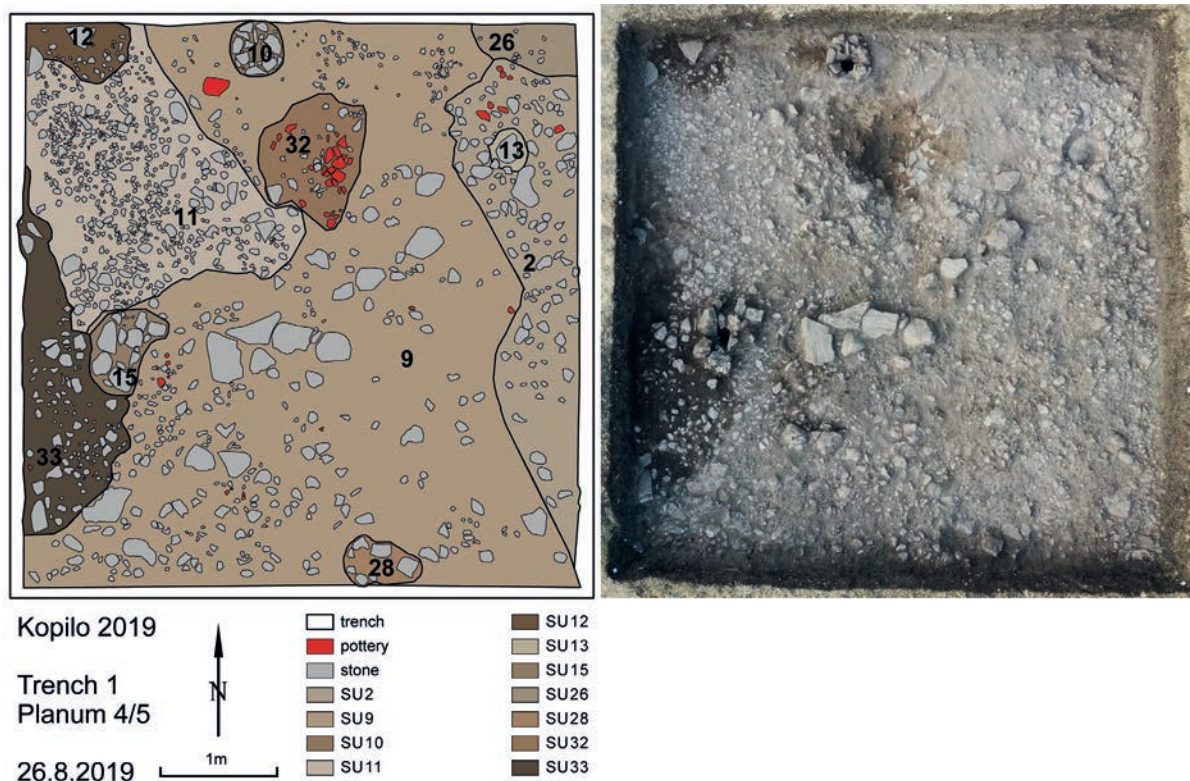 12
10
26
32
13
11
2
9
15
33
28
Kopilo 2019
Trench 1
Planum 4/5
26.8.2019
N
1m
trench
pottery
stone
SU2
SU9
SU10
SU11
SU12
SU13
SU15
SU26
SU28
SU32
SU33